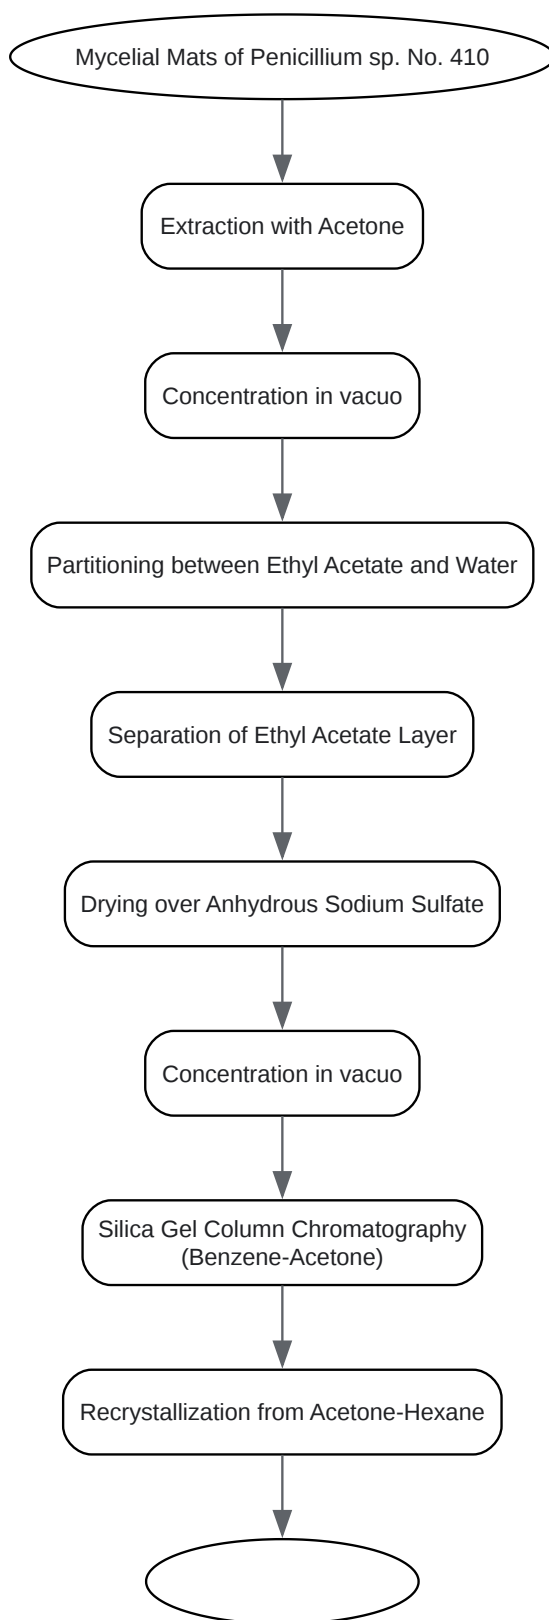 Mycelial Mats of Penicillium sp. No. 410
Extraction with Acetone
Concentration in vacuo
Partitioning between Ethyl Acetate and Water
Separation of Ethyl Acetate Layer
Drying over Anhydrous Sodium Sulfate
Concentration in vacuo
Silica Gel Column Chromatography
(Benzene-Acetone)
Recrystallization from Acetone-Hexane